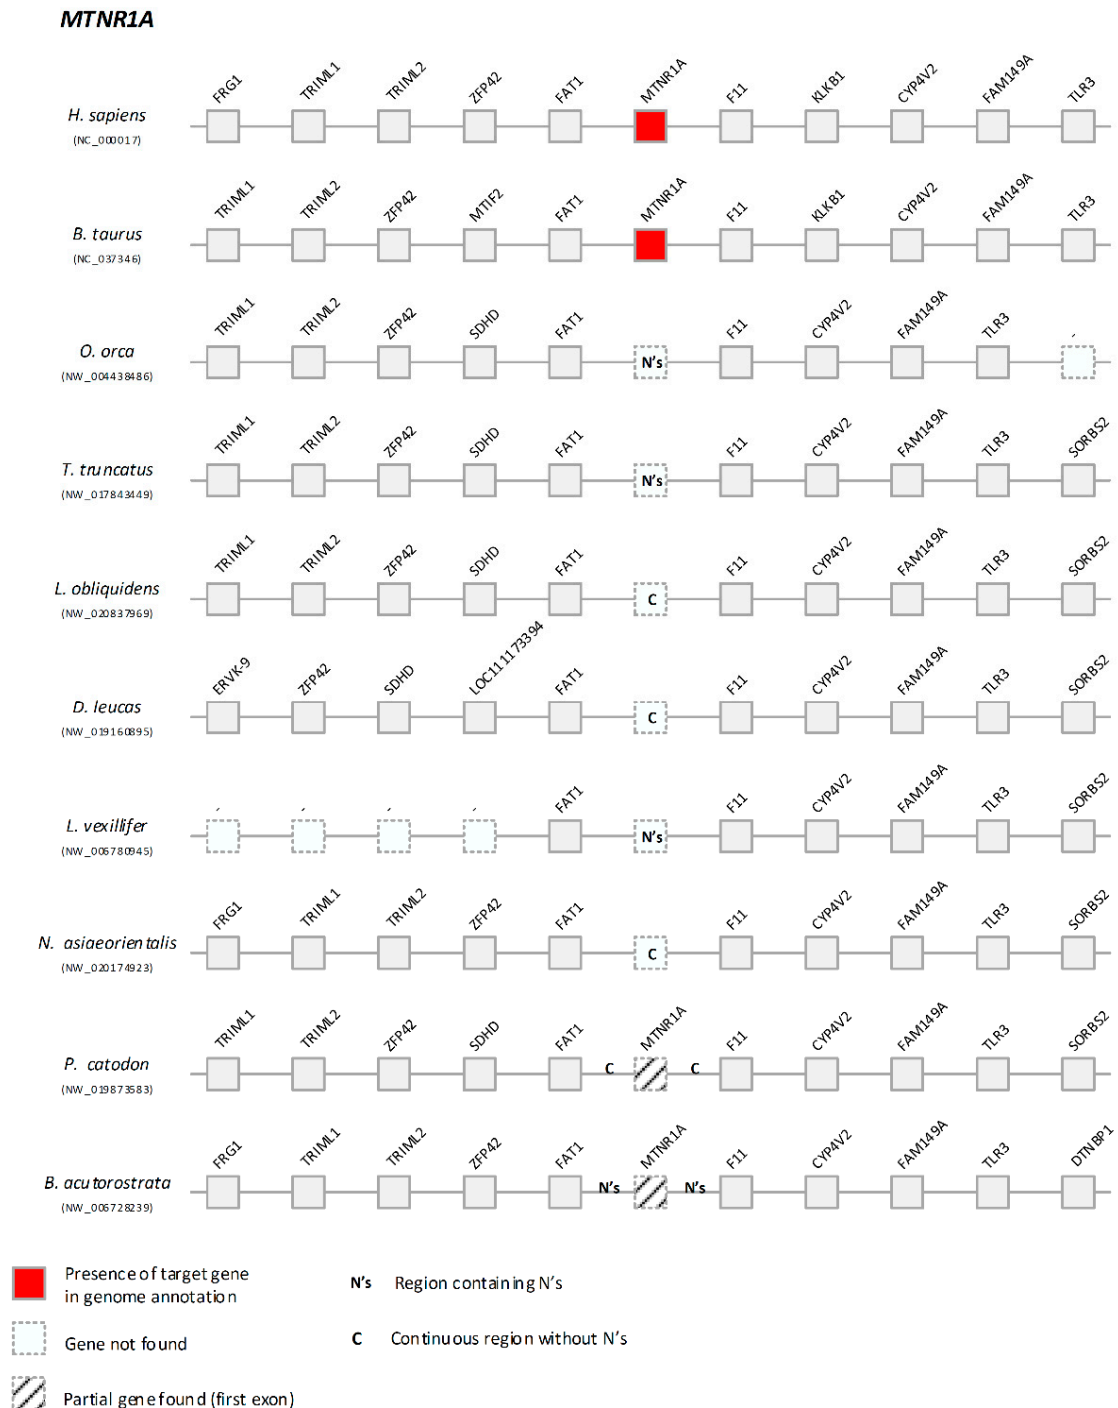 MTNR1A
FRG1 TRIML1 TRIML2 ZFP42 FAT1 MTNR1A F11 KLKB1 CYP4V2 FAM149A TLR3
H. sapiens
(NC_000017)
TRIML1 TRIML2 ZFP42 MTIF2 FAT1 MTNR1A F11 KLKB1 CYP4V2 FAM149A TLR3
B. taurus
(NC_037346)
TRIML1 TRIML2 ZFP42 SDHD FAT1 F11 CYP4V2 FAM149A TLR3
O. orca N's
(NW_004438486)
TRIML1 TRIML2 ZFP42 SDHD FAT1 F11 CYP4V2 FAM149A TLR3 SORBS2
T. truncatus N's
(NW_017843449)
TRIML1 TRIML2 ZFP42 SDHD FAT1 F11 CYP4V2 FAM149A TLR3 SORBS2
L. obliquidens C
(NW_020837969)
ERVK-9 ZFP42 SDHD LOC111173394 FAT1 F11 CYP4V2 FAM149A TLR3 SORBS2
D. leucas C
(NW_019160895)
FAT1 F11 CYP4V2 FAM149A TLR3 SORBS2
L. vexillifer N's
(NW_006780945)
FRG1 TRIML1 TRIML2 ZFP42 FAT1 F11 CYP4V2 FAM149A TLR3 SORBS2
N. asiaeorientalis C
(NW_020174923)
TRIML1 TRIML2 ZFP42 SDHD FAT1 MTNR1A F11 CYP4V2 FAM149A TLR3 SORBS2
P. catodon C C
(NW_019873583)
FRG1 TRIML1 TRIML2 ZFP42 FAT1 MTNR1A F11 CYP4V2 FAM149A TLR3 DTNBP1
B. acutorostrata N's N's
(NW_006728239)
Presence of target gene
in genome annotation
N's Region containing N's
Gene not found
C Continuous region without N's
Partial gene found (first exon)